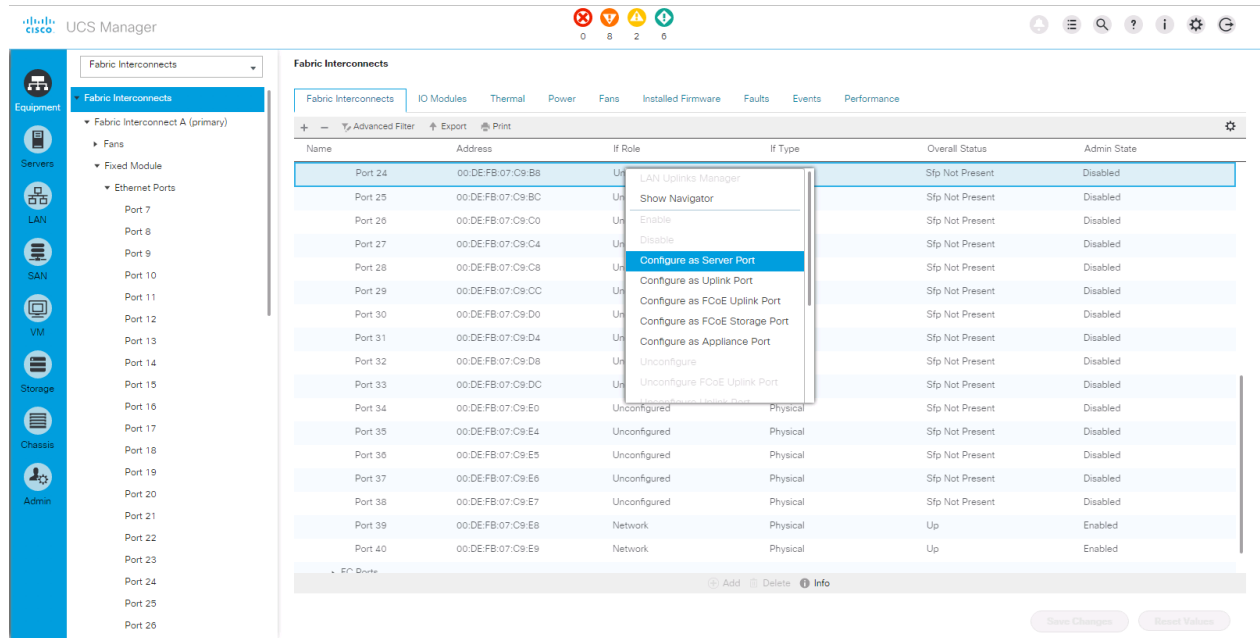 cisco UCS Manager
0 8 2 6
Equipment
Servers
LAN
SAN
VM
Storage
Chassis
Admin
Fabric Interconnects
Fabric Interconnects
Fabric Interconnect A (primary)
Fans
Fixed Module
Ethernet Ports
Port 7
Port 8
Port 9
Port 10
Port 11
Port 12
Port 13
Port 14
Port 15
Port 16
Port 17
Port 18
Port 19
Port 20
Port 21
Port 22
Port 23
Port 24
Port 25
Port 26
Fabric Interconnects
Fabric Interconnects IO Modules Thermal Power Fans Installed Firmware Faults Events Performance
+ – Advanced Filter Export Print
Name Address If Role If Type Overall Status Admin State
Port 24 00:DE:FB:07:C9:B8 Un Sfp Not Present Disabled
Port 25 00:DE:FB:07:C9:BC Un Sfp Not Present Disabled
Port 26 00:DE:FB:07:C9:C0 Un Sfp Not Present Disabled
Port 27 00:DE:FB:07:C9:C4 Un Sfp Not Present Disabled
Port 28 00:DE:FB:07:C9:C8 Un Sfp Not Present Disabled
Port 29 00:DE:FB:07:C9:CC Un Sfp Not Present Disabled
Port 30 00:DE:FB:07:C9:D0 Un Sfp Not Present Disabled
Port 31 00:DE:FB:07:C9:D4 Un Sfp Not Present Disabled
Port 32 00:DE:FB:07:C9:D8 Un Sfp Not Present Disabled
Port 33 00:DE:FB:07:C9:DC Un Sfp Not Present Disabled
Port 34 00:DE:FB:07:C9:E0 Unconfigured Physical Sfp Not Present Disabled
Port 35 00:DE:FB:07:C9:E4 Unconfigured Physical Sfp Not Present Disabled
Port 36 00:DE:FB:07:C9:E5 Unconfigured Physical Sfp Not Present Disabled
Port 37 00:DE:FB:07:C9:E6 Unconfigured Physical Sfp Not Present Disabled
Port 38 00:DE:FB:07:C9:E7 Unconfigured Physical Sfp Not Present Disabled
Port 39 00:DE:FB:07:C9:E8 Network Physical Up Enabled
Port 40 00:DE:FB:07:C9:E9 Network Physical Up Enabled
FC Ports
LAN Uplinks Manager
Show Navigator
Enable
Disable
Configure as Server Port
Configure as Uplink Port
Configure as FCoE Uplink Port
Configure as FCoE Storage Port
Configure as Appliance Port
Unconfigure
Unconfigure FCoE Uplink Port
Unconfigure Uplink Port
Add Delete Info
Save Changes Reset Values